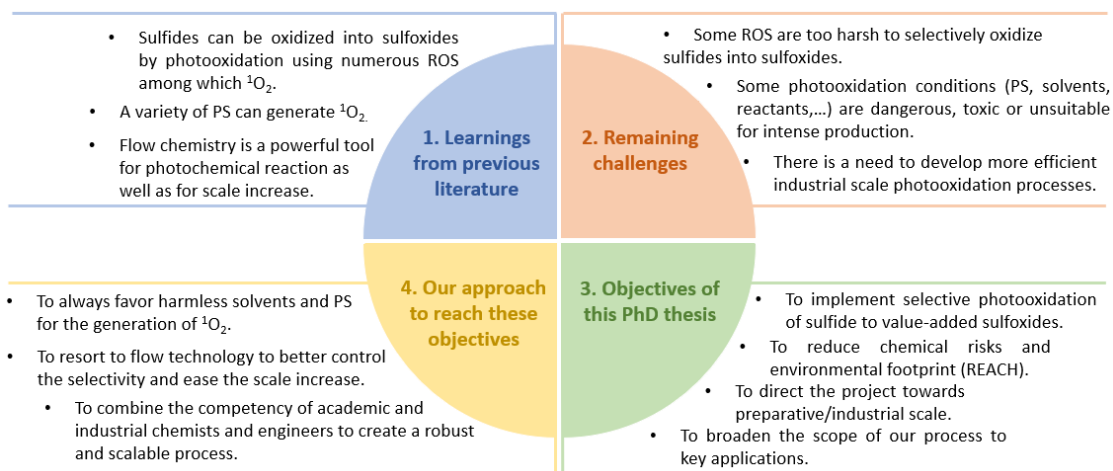 • Sulfides can be oxidized into sulfoxides
by photooxidation using numerous ROS
among which ¹O₂.
• A variety of PS can generate ¹O₂.
• Flow chemistry is a powerful tool
for photochemical reaction as
well as for scale increase.
1. Learnings
from previous
literature
2. Remaining
challenges
• Some ROS are too harsh to selectively oxidize
sulfides into sulfoxides.
• Some photooxidation conditions (PS, solvents,
reactants,…) are dangerous, toxic or unsuitable
for intense production.
• There is a need to develop more efficient
industrial scale photooxidation processes.
3. Objectives of
this PhD thesis
• To implement selective photooxidation
of sulfide to value-added sulfoxides.
• To reduce chemical risks and
environmental footprint (REACH).
• To direct the project towards
preparative/industrial scale.
• To broaden the scope of our process to
key applications.
4. Our approach
to reach these
objectives
• To always favor harmless solvents and PS
for the generation of ¹O₂.
• To resort to flow technology to better control
the selectivity and ease the scale increase.
• To combine the competency of academic and
industrial chemists and engineers to create a robust
and scalable process.